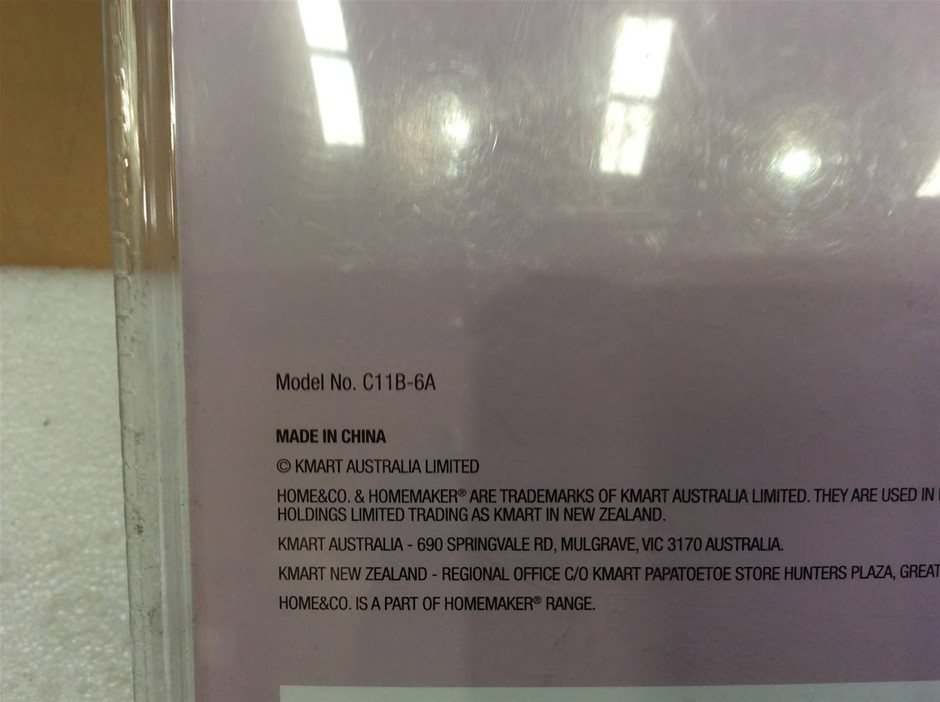 Model No. C11B-6A
MADE IN CHINA
© KMART AUSTRALIA LIMITED
HOME&CO. & HOMEMAKER® ARE TRADEMARKS OF KMART AUSTRALIA LIMITED. THEY ARE USED IN
HOLDINGS LIMITED TRADING AS KMART IN NEW ZEALAND.
KMART AUSTRALIA - 690 SPRINGVALE RD, MULGRAVE, VIC 3170 AUSTRALIA.
KMART NEW ZEALAND - REGIONAL OFFICE C/O KMART PAPATOETOE STORE HUNTERS PLAZA, GREAT
HOME&CO. IS A PART OF HOMEMAKER® RANGE.